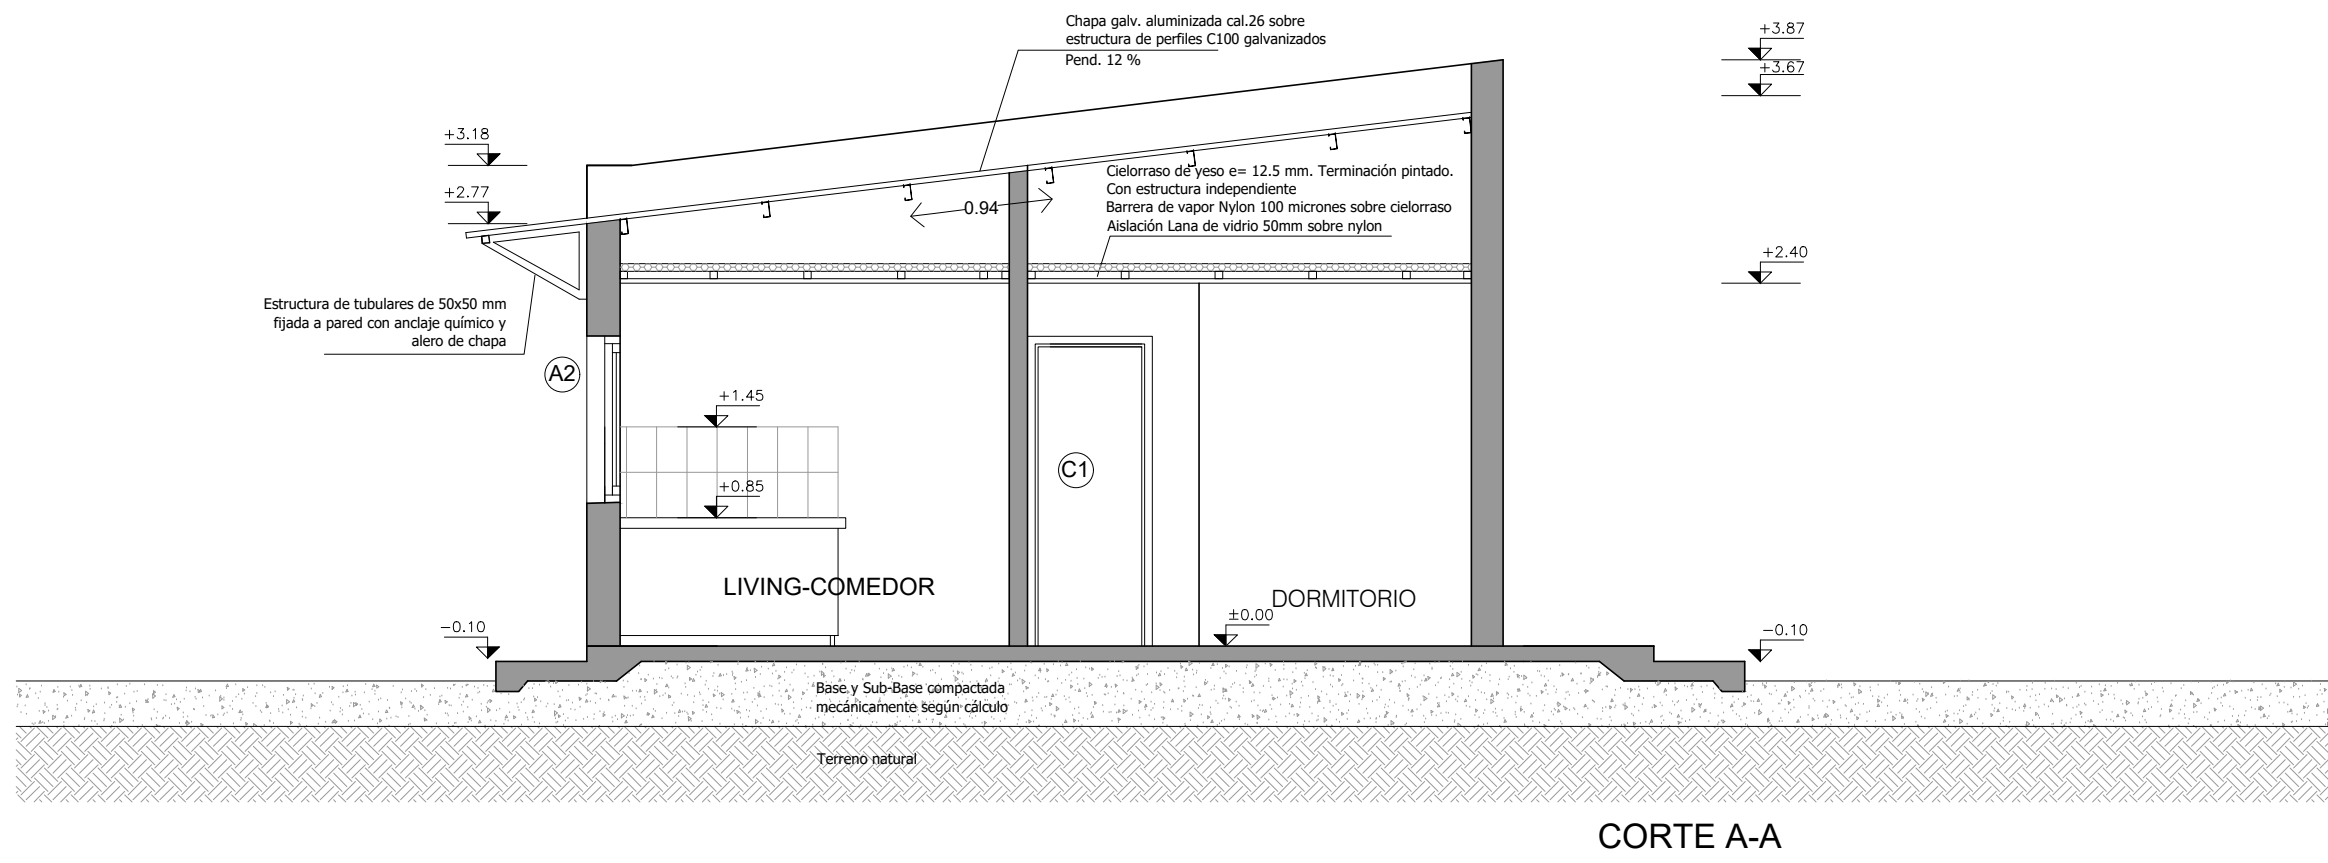 Chapa galv. aluminizada cal.26 sobre
estructura de perfiles C100 galvanizados
Pend. 12 %
+3.87
+3.67
+3.18
+2.77
Cielorraso de yeso e= 12.5 mm. Terminación pintado.
Con estructura independiente
Barrera de vapor Nylon 100 micrones sobre cielorraso
Aislación Lana de vidrio 50mm sobre nylon
0.94
+2.40
Estructura de tubulares de 50x50 mm
fijada a pared con anclaje químico y
alero de chapa
A2
+1.45
C1
+0.85
LIVING-COMEDOR
DORMITORIO
±0.00
-0.10
-0.10
Base y Sub-Base compactada
mecánicamente según cálculo
Terreno natural
CORTE A-A